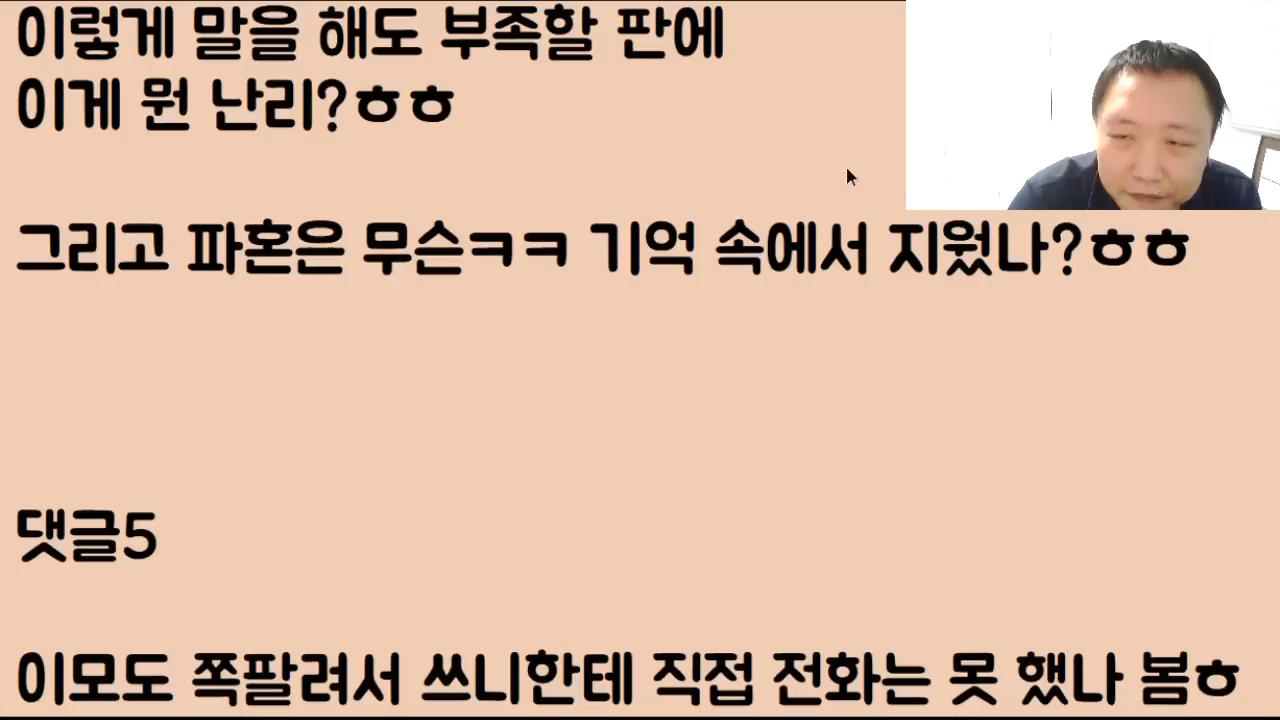 이렇게 말을 해도 부족할 판에
이게 뭔 난리?ㅎㅎ
그리고 파혼은 무슨ㅋㅋ 기억 속에서 지웠나?ㅎㅎ
댓글5
이모도 쪽팔려서 쓰니한테 직접 전화는 못 했나 봄ㅎ